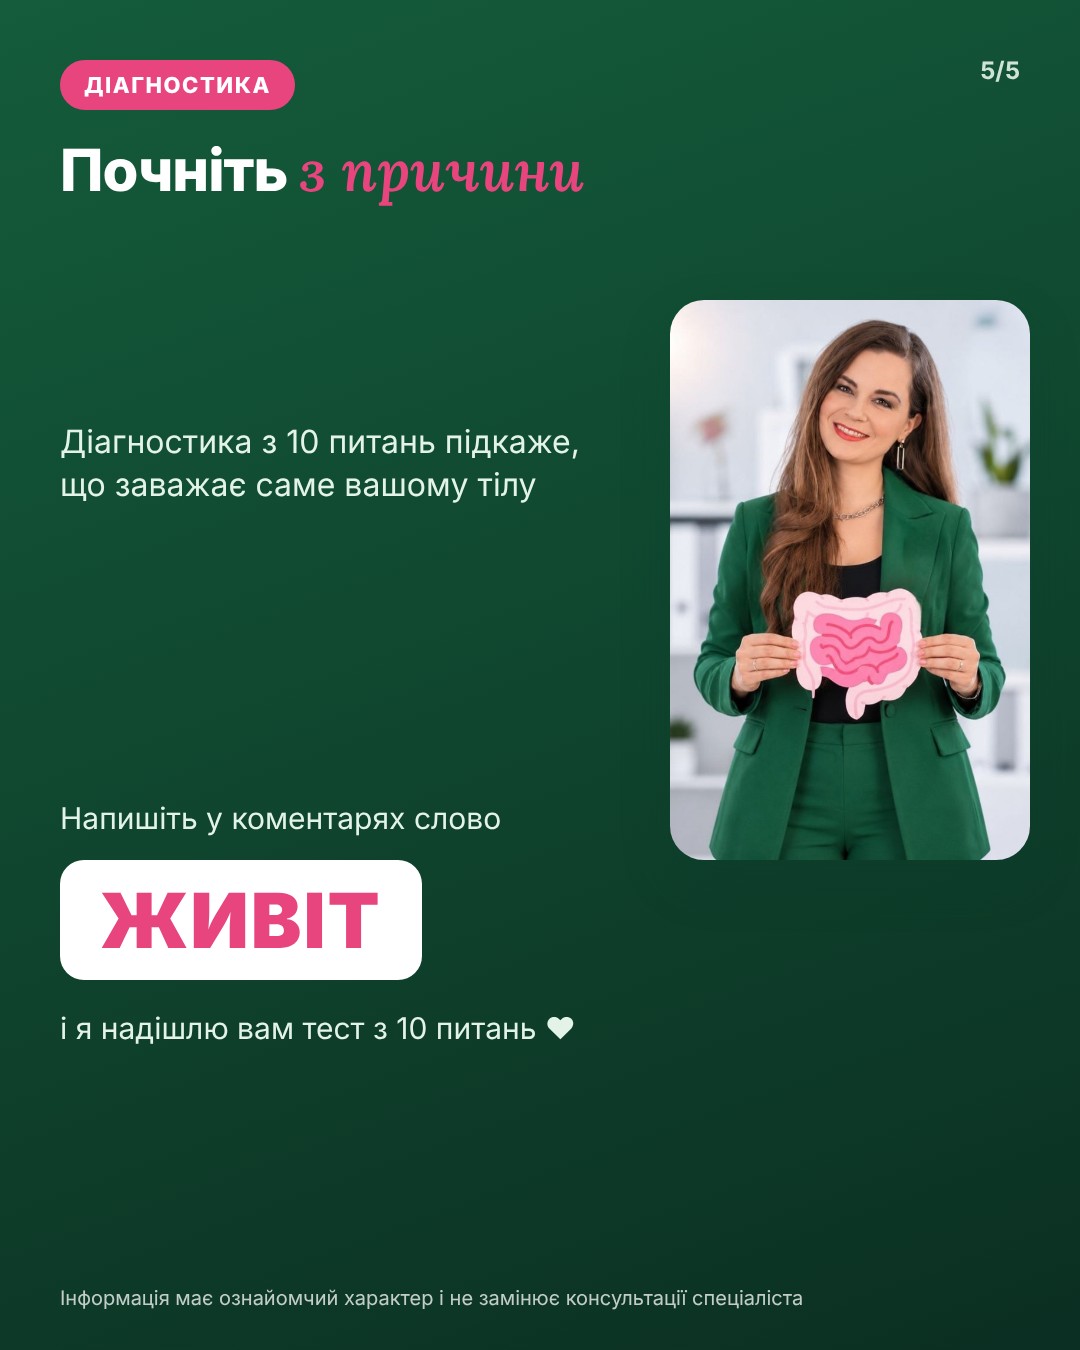 ДІАГНОСТИКА
5/5
Почніть з причини
Діагностика з 10 питань підкаже,
що заважає саме вашому тілу
Напишіть у коментарях слово
ЖИВІТ
і я надішлю вам тест з 10 питань ♥
Інформація має ознайомчий характер і не замінює консультації спеціаліста